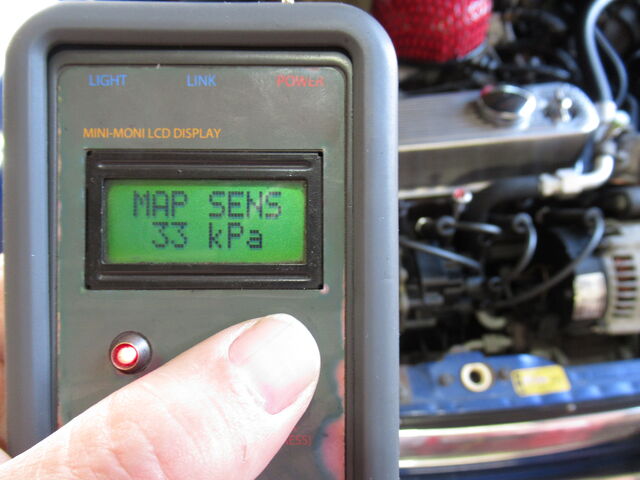 LIGHT LINK POWER
MINI-MONI LCD DISPLAY
MAP SENS
33 kPa